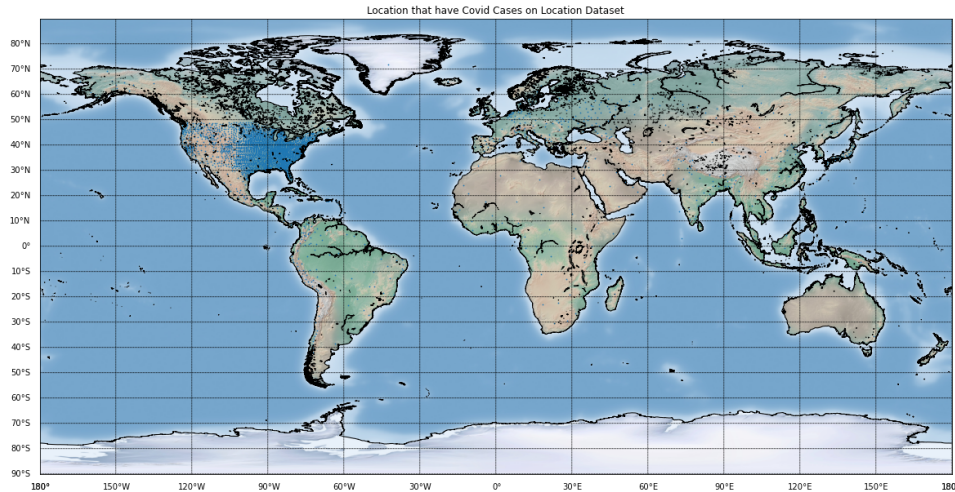 Location that have Covid Cases on Location Dataset
80°N
70°N
60°N
50°N
40°N
30°N
20°N
10°N
0°
10°S
20°S
30°S
40°S
50°S
60°S
70°S
80°S
90°S
180° 150°W 120°W 90°W 60°W 30°W 0° 30°E 60°E 90°E 120°E 150°E 180